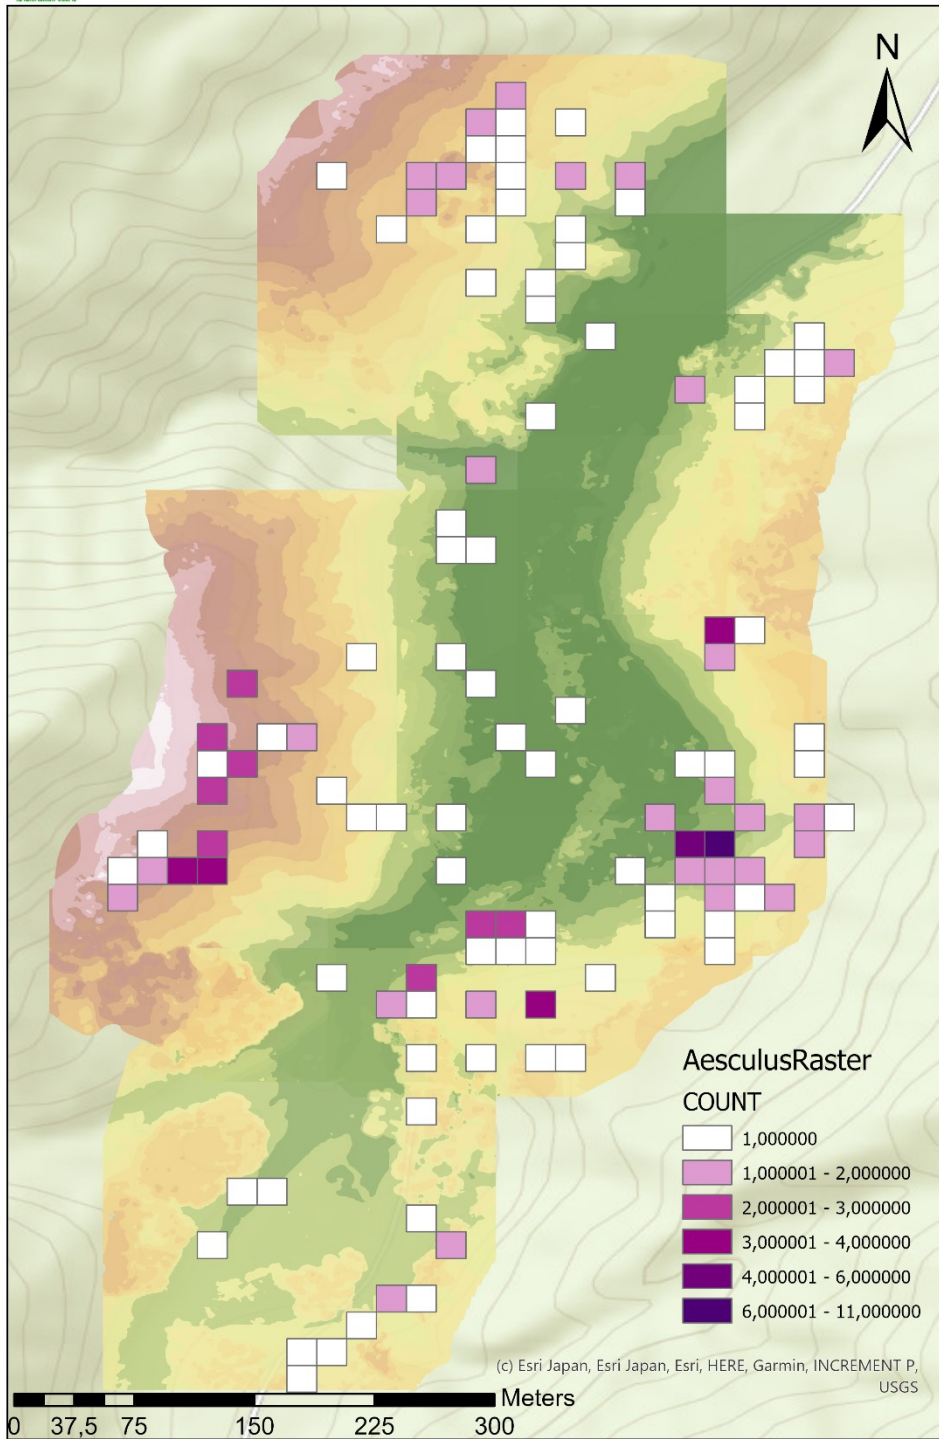 N
AesculusRaster
COUNT
1,000000
1,000001 - 2,000000
2,000001 - 3,000000
3,000001 - 4,000000
4,000001 - 6,000000
6,000001 - 11,000000
(c) Esri Japan, Esri Japan, Esri, HERE, Garmin, INCREMENT P,
USGS
Meters
0 37,5 75 150 225 300